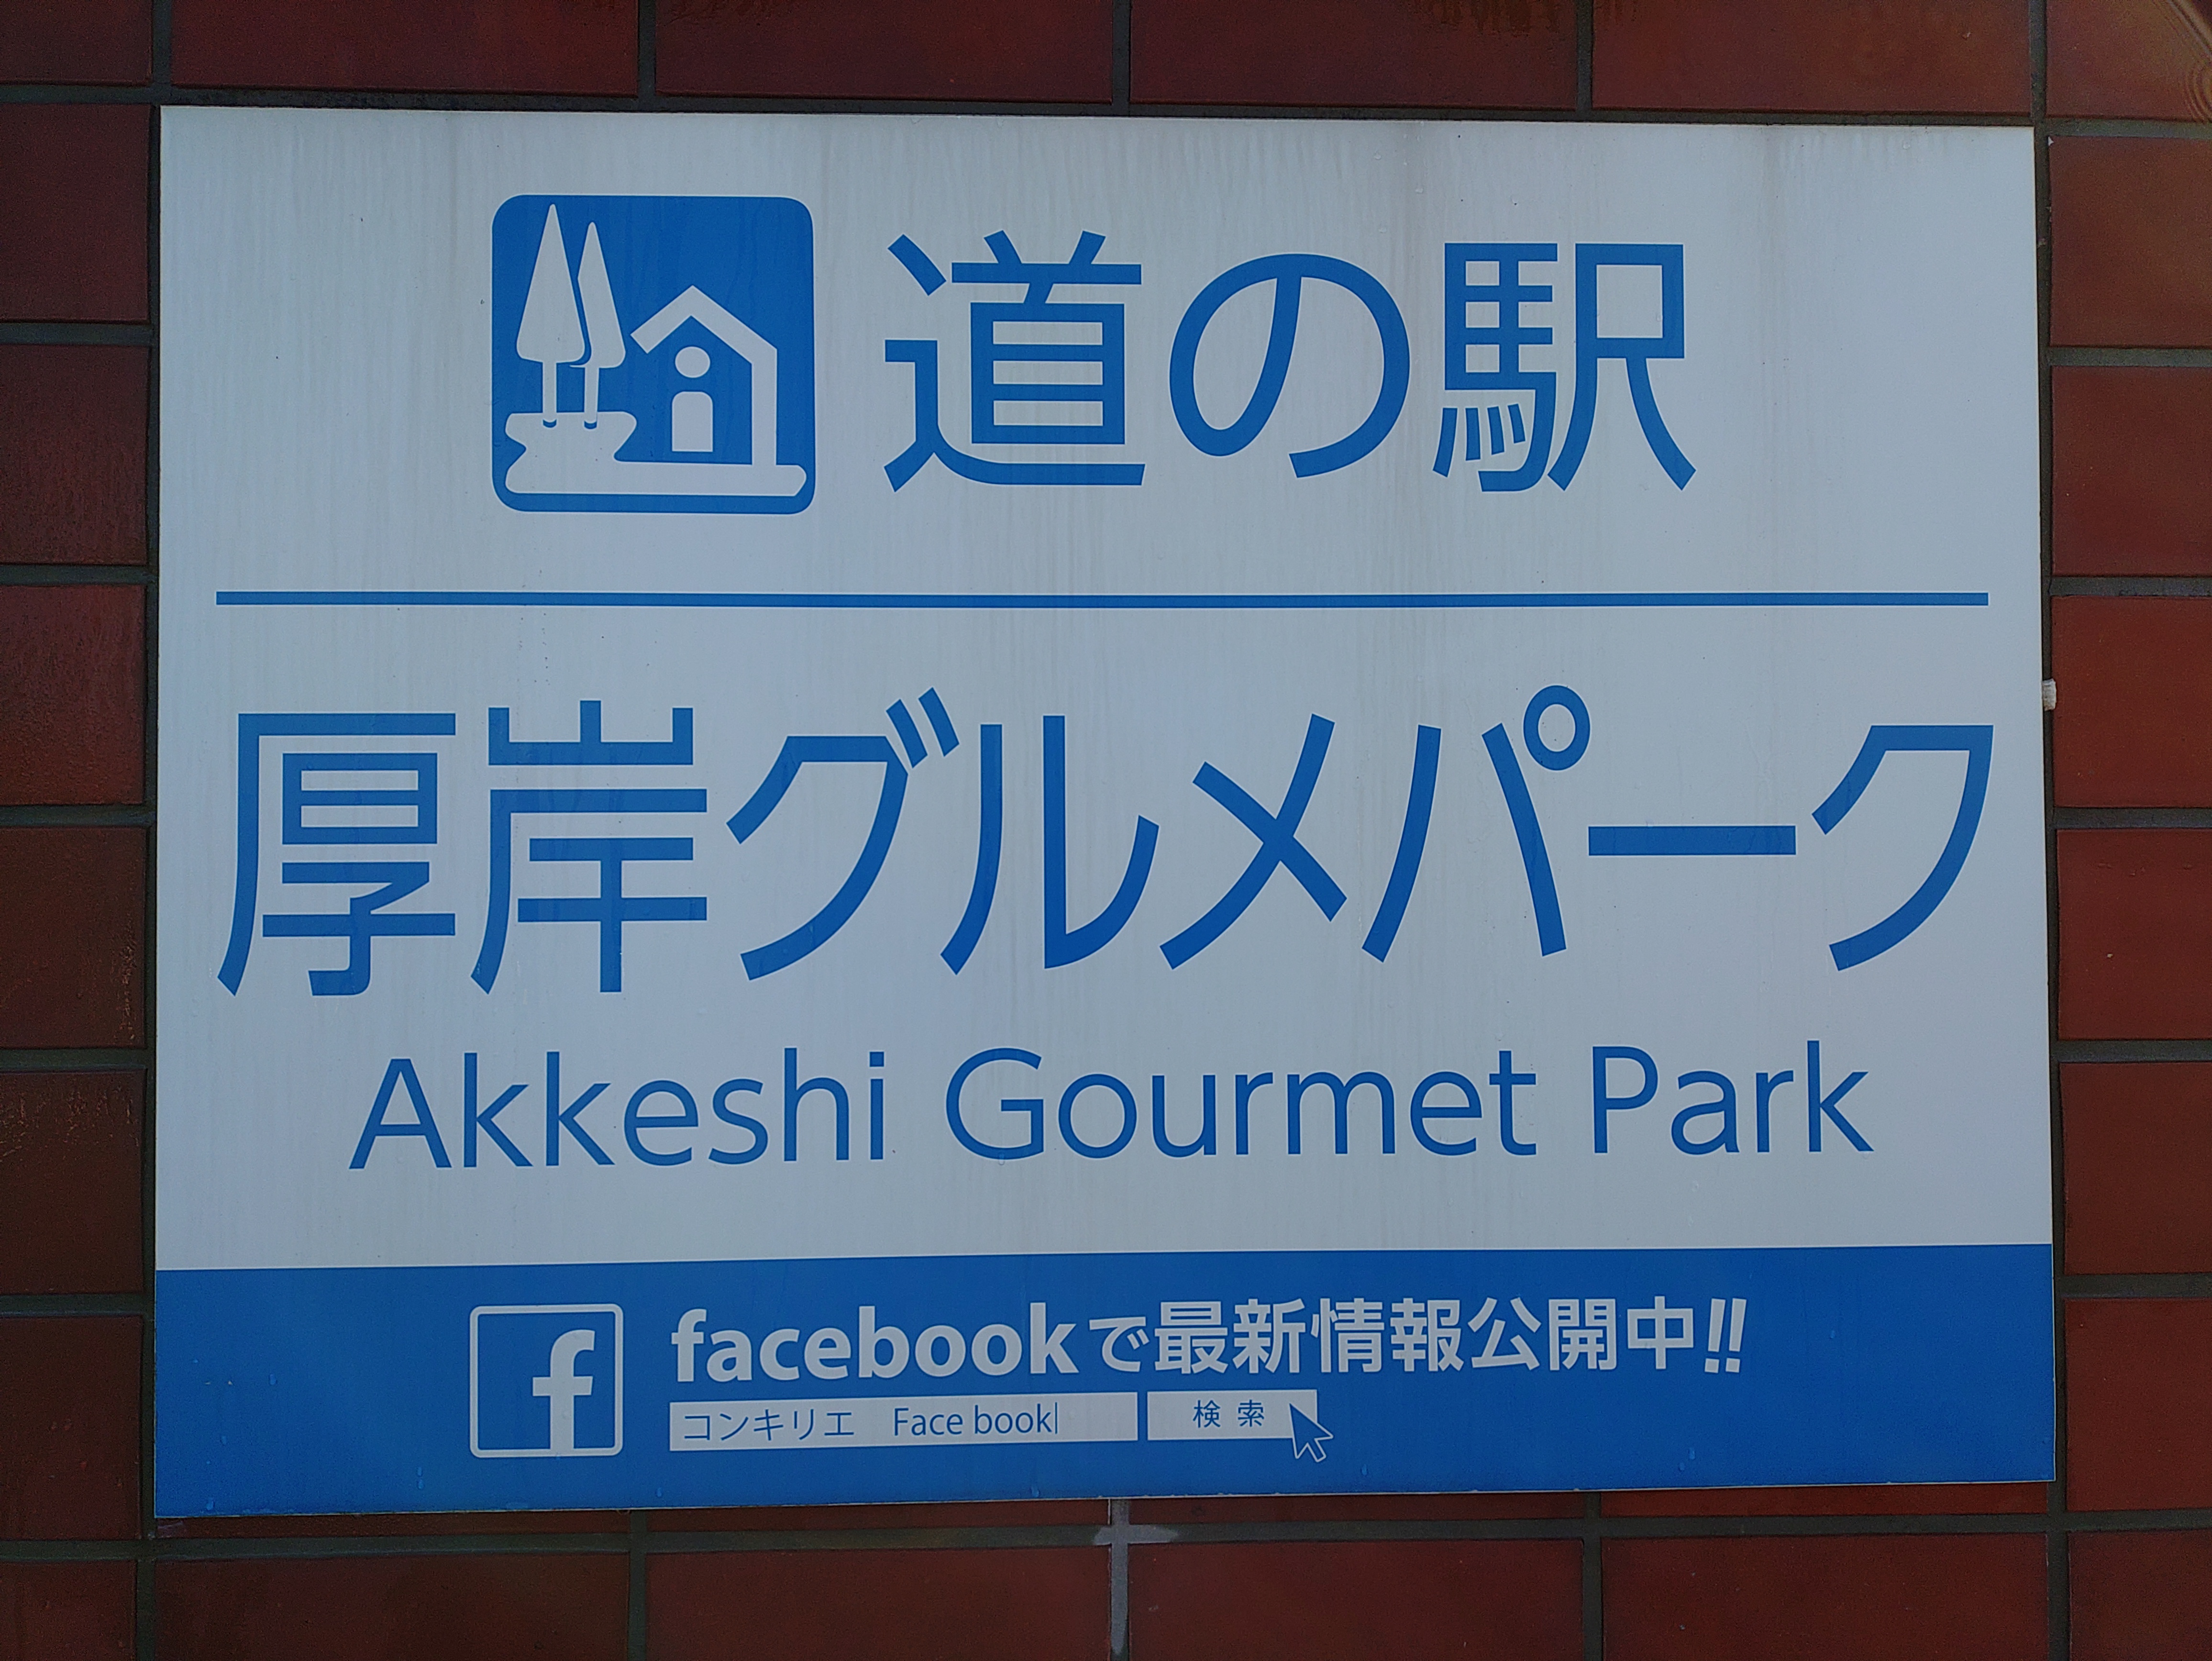 道の駅
厚岸グルメパーク
Akkeshi Gourmet Park
f facebookで最新情報公開中!!
コンキリエ Face book 検索